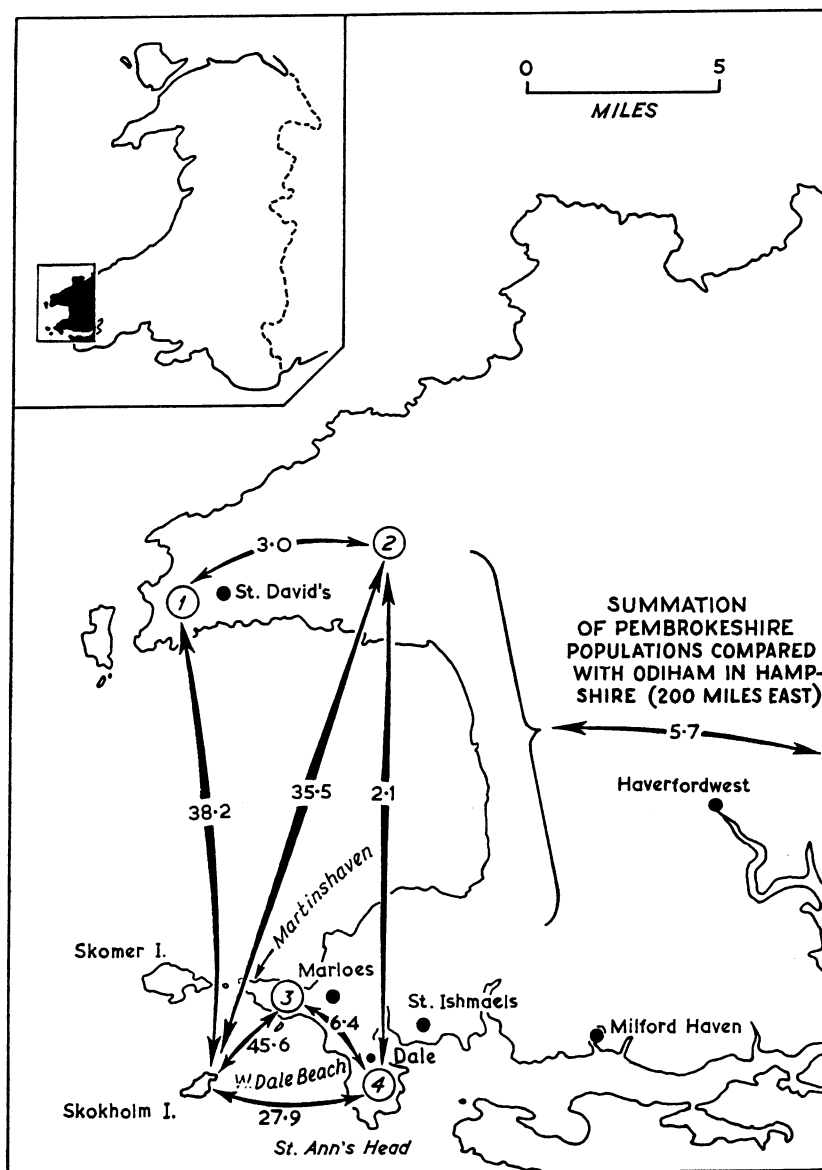 0 5
MILES
3·0
2
1
St. David's
SUMMATION
OF PEMBROKESHIRE
POPULATIONS COMPARED
WITH ODIHAM IN HAMP-
SHIRE (200 MILES EAST)
5·7
Haverfordwest
38·2
35·5
2·1
Martinshaven
Skomer I.
Marloes
3
St. Ishmaels
Milford Haven
6·4
45·6
Dale
W. Dale Beach
4
Skokholm I.
27·9
St. Ann's Head